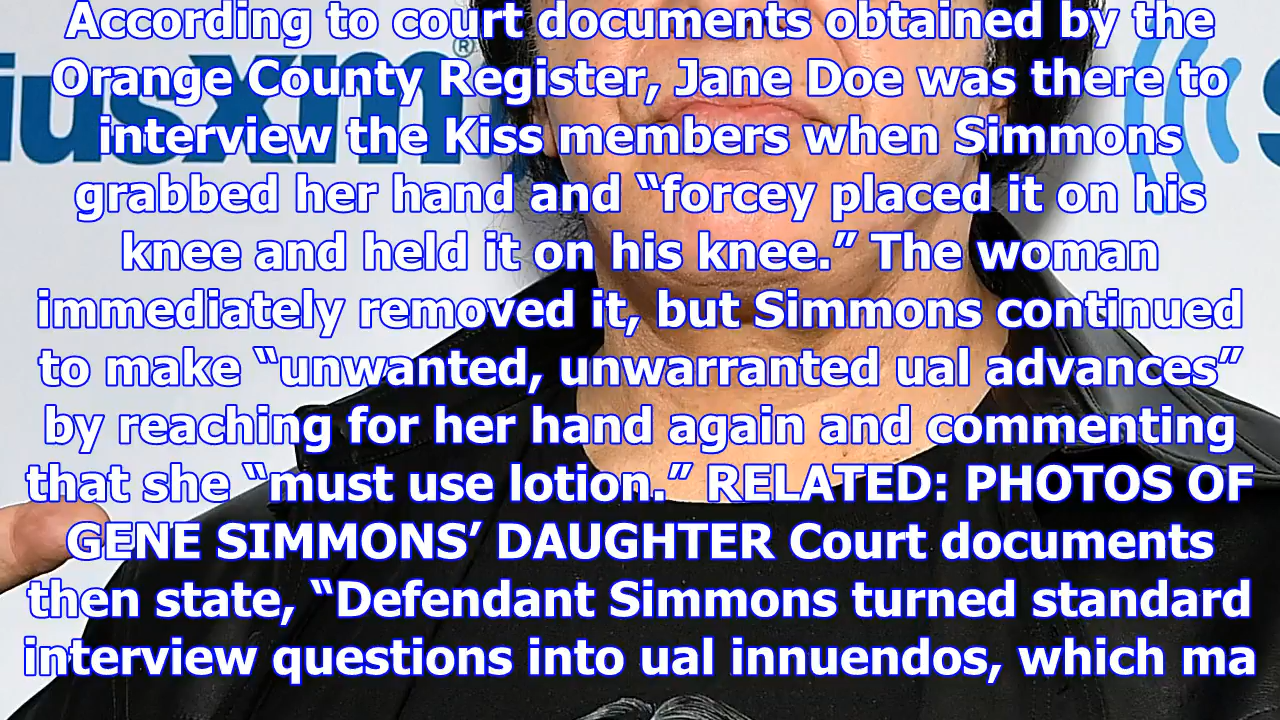 According to court documents obtained by the
Orange County Register, Jane Doe was there to
interview the Kiss members when Simmons
grabbed her hand and “forcey placed it on his
knee and held it on his knee.” The woman
immediately removed it, but Simmons continued
to make “unwanted, unwarranted ual advances”
by reaching for her hand again and commenting
that she “must use lotion.” RELATED: PHOTOS OF
GENE SIMMONS’ DAUGHTER Court documents
then state, “Defendant Simmons turned standard
interview questions into ual innuendos, which ma
iusxm®
S